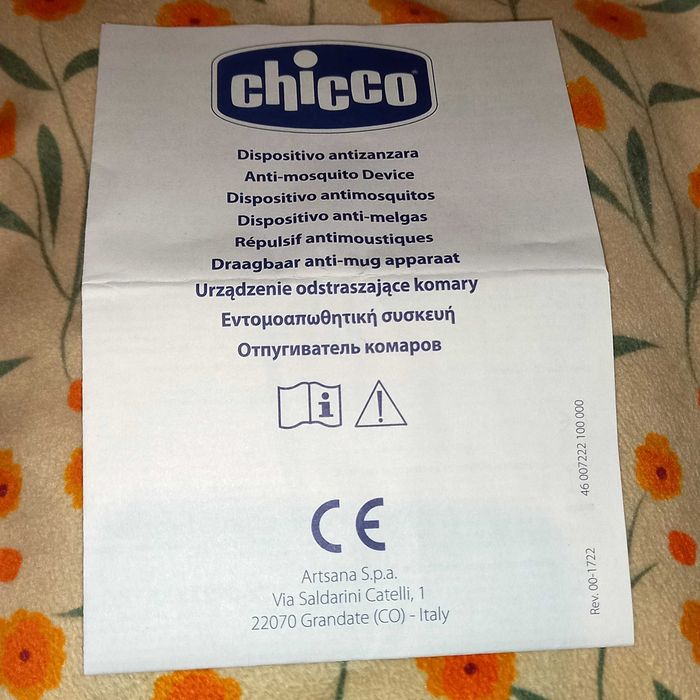 chicco
Dispositivo antizanzara
Anti-mosquito Device
Dispositivo antimosquitos
Dispositivo anti-melgas
Répulsif antimoustiques
Draagbaar anti-mug apparaat
Urządzenie odstraszające komary
Εντομοαπωθητική συσκευή
Отпугиватель комаров
CE
Artsana S.p.a.
Via Saldarini Catelli, 1
22070 Grandate (CO) - Italy
46 007222 100 000
Rev. 00-1722